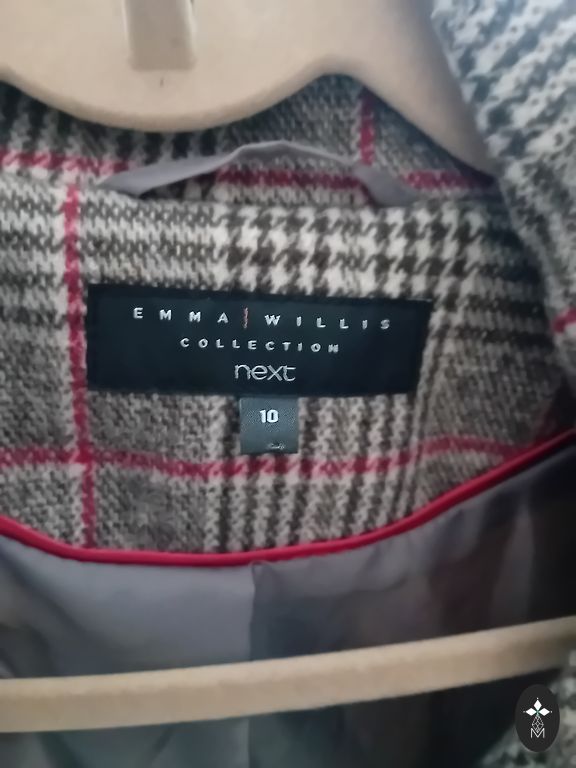 EMMA | WILLIS
COLLECTION
next
10